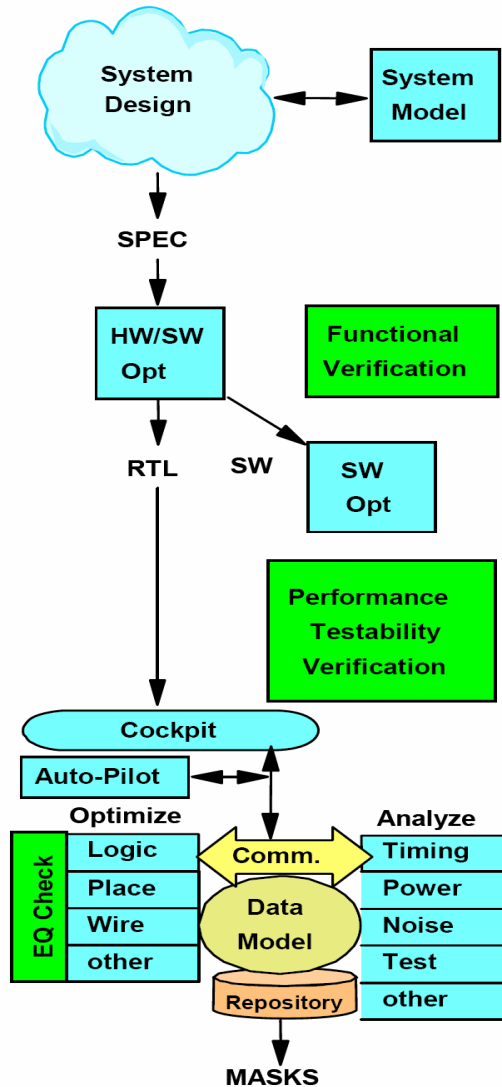 System
Design
System
Model
SPEC
HW/SW
Opt
Functional
Verification
RTL
SW
SW
Opt
Performance
Testability
Verification
Cockpit
Auto-Pilot
Optimize
Analyze
EQ Check
Logic
Place
Wire
other
Comm.
Data
Model
Repository
Timing
Power
Noise
Test
other
MASKS